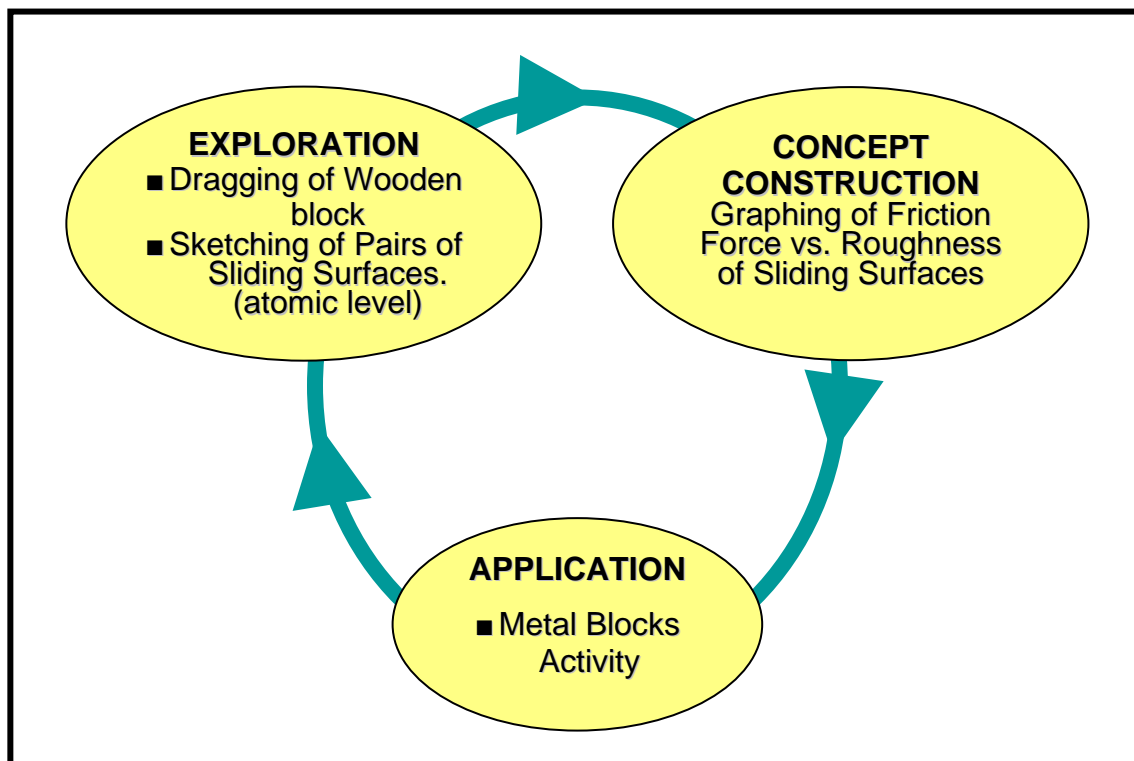 EXPLORATION
■ Dragging of Wooden
block
■ Sketching of Pairs of
Sliding Surfaces.
(atomic level)
CONCEPT
CONSTRUCTION
Graphing of Friction
Force vs. Roughness
of Sliding Surfaces
APPLICATION
■ Metal Blocks
Activity